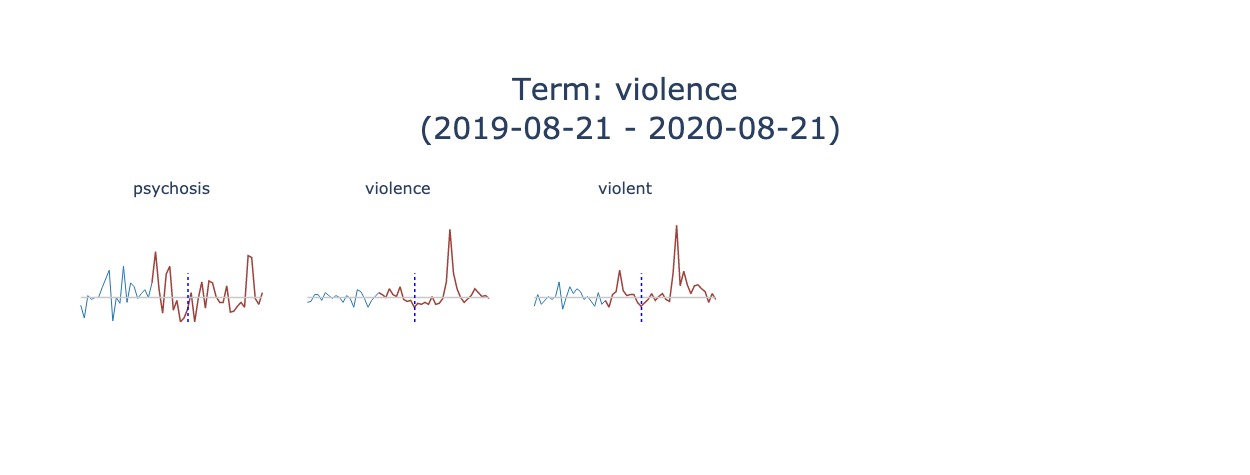 Term: violence
(2019-08-21 - 2020-08-21)
psychosis
violence
violent